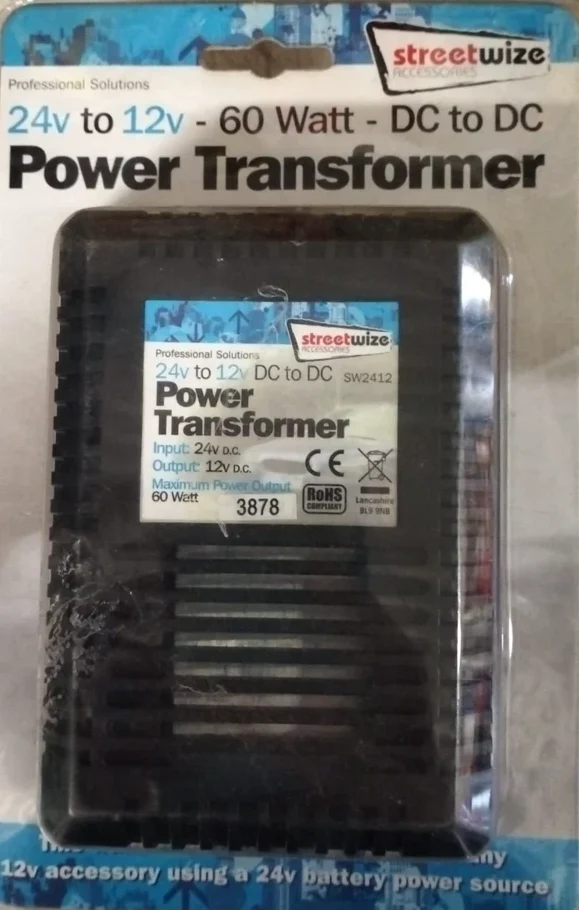 streetwize
ACCESSORIES
Professional Solutions
24v to 12v - 60 Watt - DC to DC
Power Transformer
streetwize
ACCESSORIES
Professional Solutions
24v to 12v DC to DC SW2412
Power
Transformer
Input: 24v D.C.
Output: 12v D.C.
CE
Maximum Power Output
60 Watt
3878
RoHS
COMPLIANT
Lancashire
BL9 9NB
12v accessory using a 24v battery power source